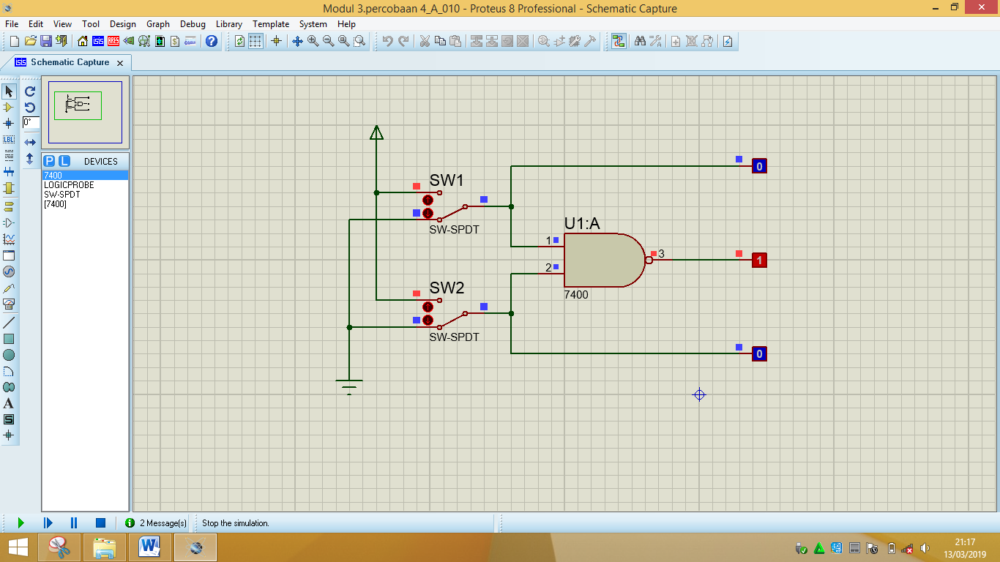 Modul 3.percobaan 4_A_010 - Proteus 8 Professional - Schematic Capture
File Edit View Tool Design Graph Debug Library Template System Help
Schematic Capture
0°
LBL
P L DEVICES
7400
LOGICPROBE
SW-SPDT
[7400]
A
S
SW1
SW-SPDT
0
U1:A
1
2
3
1
7400
SW2
SW-SPDT
0
2 Message(s) Stop the simulation.
21:17
13/03/2019